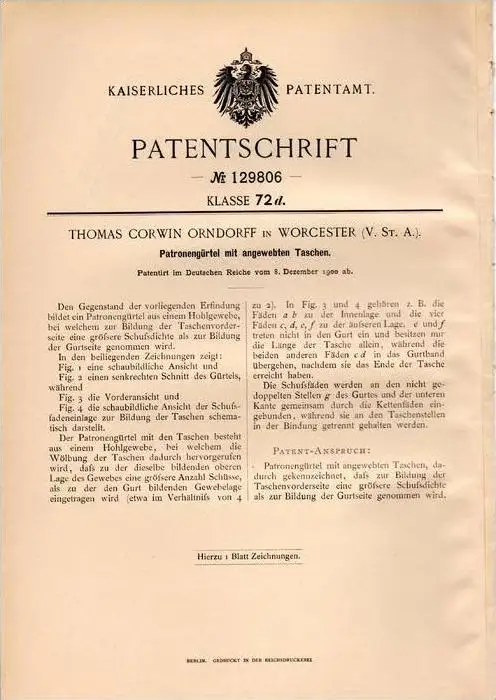 KAISERLICHES PATENTAMT.
PATENTSCHRIFT
— № 129806 —
KLASSE 72d.
THOMAS CORWIN ORNDORFF IN WORCESTER (V. ST. A.).
Patronengürtel mit angewebten Taschen.
Patentirt im Deutschen Reiche vom 8. Dezember 1900 ab.
Den Gegenstand der vorliegenden Erfindung
bildet ein Patronengürtel aus einem Hohlgewebe,
bei welchem zur Bildung der Taschenvorder-
seite eine gröfsere Schufsdichte als zur Bildung
der Gurtseite genommen wird.
In den beiliegenden Zeichnungen zeigt:
Fig. 1 eine schaubildliche Ansicht und
Fig. 2 einen senkrechten Schnitt des Gürtels,
während
Fig. 3 die Vorderansicht und
Fig. 4 die schaubildliche Ansicht der Schufs-
fadeneinlage zur Bildung der Taschen schema-
tisch darstellt.
Der Patronengürtel mit den Taschen besteht
aus einem Hohlgewebe, bei welchem die
Wölbung der Taschen dadurch hervorgerufen
wird, dafs zu der dieselbe bildenden oberen
Lage des Gewebes eine gröfsere Anzahl Schüsse,
als zu der den Gurt bildenden Gewebelage
eingetragen wird (etwa im Verhältnifs von 4
zu 2). In Fig. 3 und 4 gehören z. B. die
Fäden a b zu der Innenlage und die vier
Fäden c, d, e, f zu der äufseren Lage. e und f
treten nicht in den Gurt ein und besitzen nur
die Länge der Tasche allein, während die
beiden anderen Fäden c d in das Gurtband
übergehen, nachdem sie das Ende der Tasche
erreicht haben.
Die Schufsfäden werden an den nicht ge-
doppelten Stellen g des Gurtes und der unteren
Kante gemeinsam durch die Kettenfäden ein-
gebunden, während sie an den Taschenstellen
in der Bindung getrennt gehalten werden.
PATENT-ANSPRUCH:
Patronengürtel mit angewebten Taschen, da-
durch gekennzeichnet, dafs zur Bildung der
Taschenvorderseite eine gröfsere Schufsdichte
als zur Bildung der Gurtseite genommen wird.
Hierzu 1 Blatt Zeichnungen.
BERLIN. GEDRUCKT IN DER REICHSDRUCKEREI.